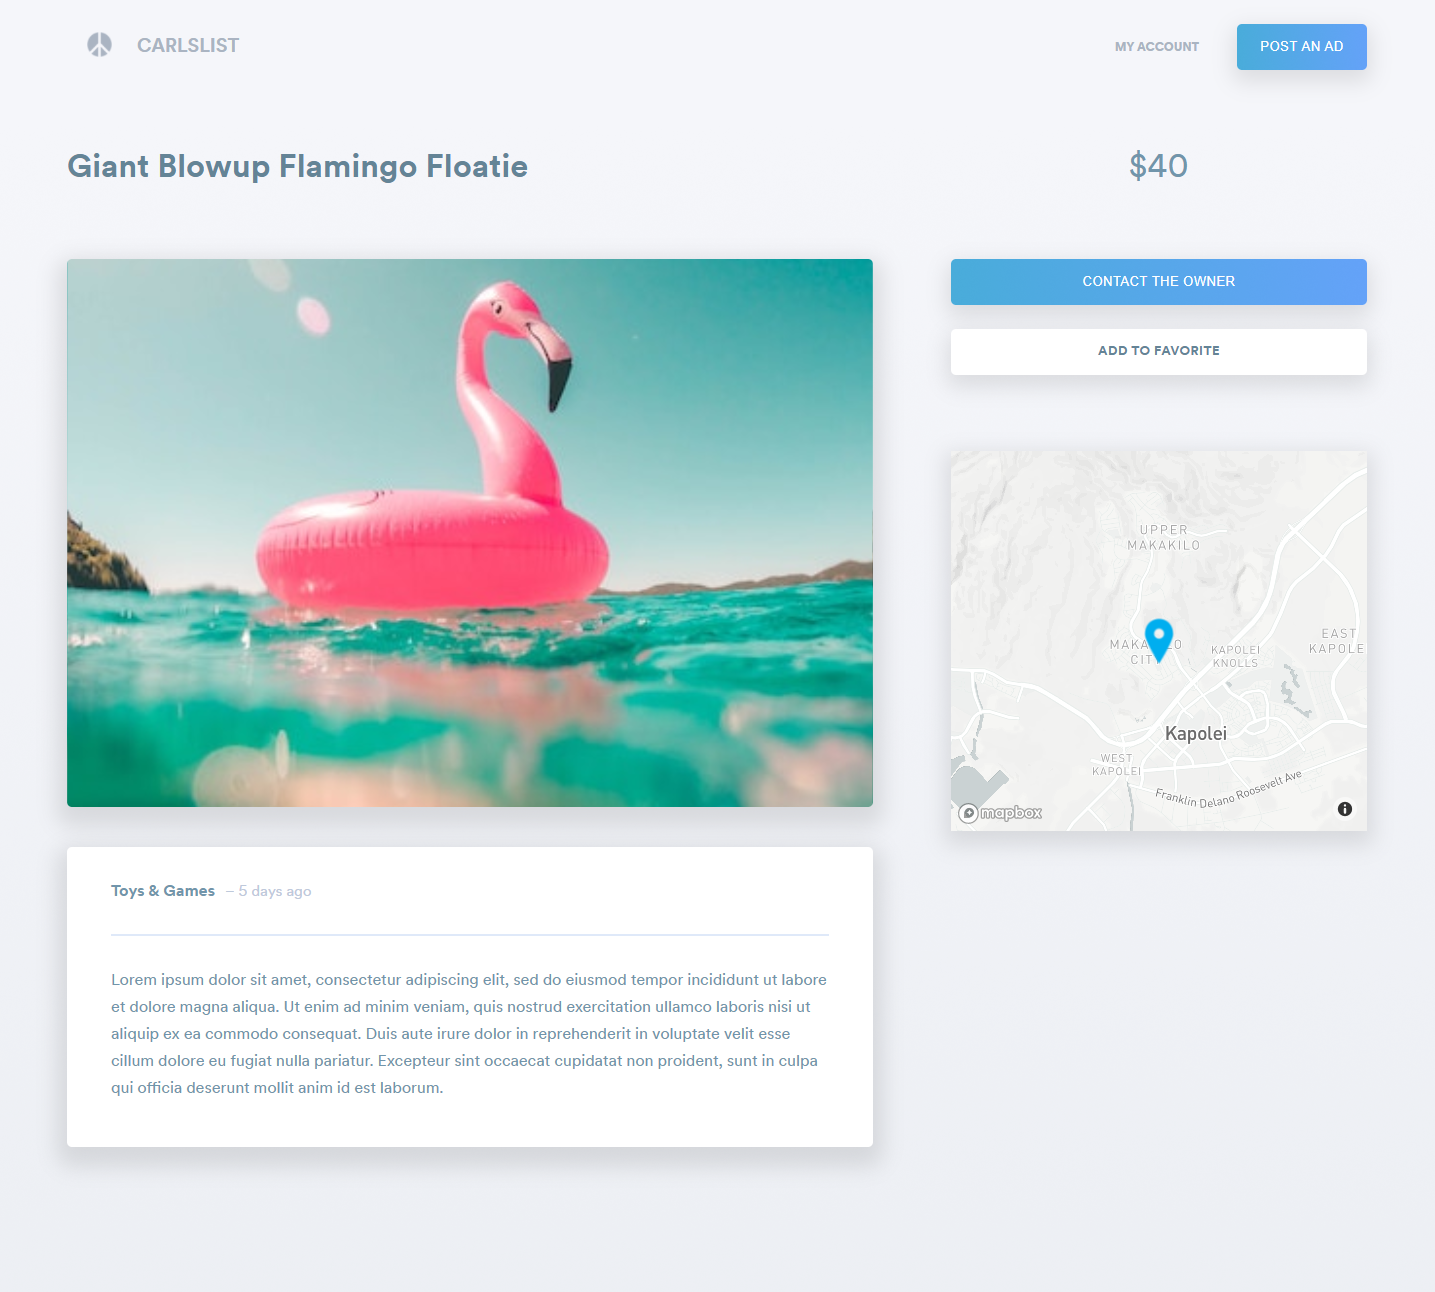 CARLSLIST
MY ACCOUNT
POST AN AD
Giant Blowup Flamingo Floatie
$40
CONTACT THE OWNER
ADD TO FAVORITE
UPPER
MAKAKILO
EAST
KAPOLE
KAPOLEI
KNOLLS
Kapolei
WEST
KAPOLEI
Franklin Delano Roosevelt Ave
mapbox
Toys & Games – 5 days ago
Lorem ipsum dolor sit amet, consectetur adipiscing elit, sed do eiusmod tempor incididunt ut labore
et dolore magna aliqua. Ut enim ad minim veniam, quis nostrud exercitation ullamco laboris nisi ut
aliquip ex ea commodo consequat. Duis aute irure dolor in reprehenderit in voluptate velit esse
cillum dolore eu fugiat nulla pariatur. Excepteur sint occaecat cupidatat non proident, sunt in culpa
qui officia deserunt mollit anim id est laborum.